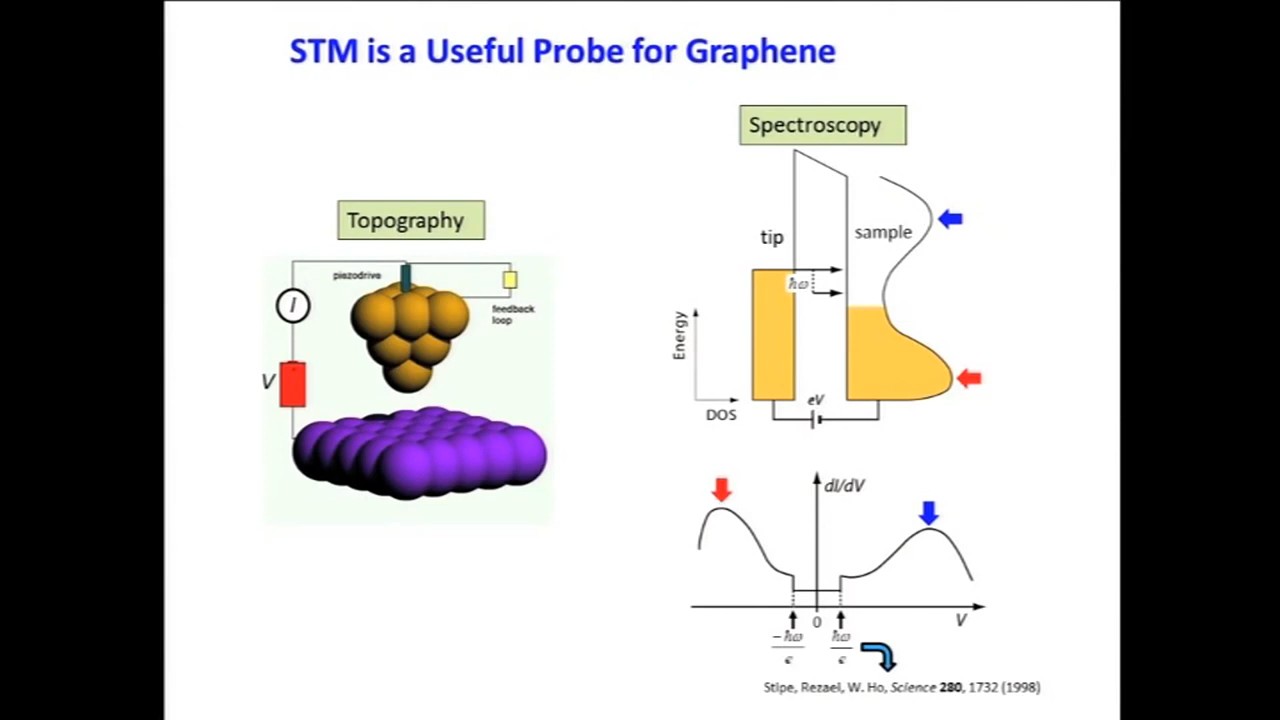 STM is a Useful Probe for Graphene
Topography
piezodrive
I
feedback
loop
V
Spectroscopy
tip
sample
ħω
Energy
DOS
eV
dI/dV
0
V
−ħω
e
ħω
e
Stipe, Rezael, W. Ho, Science 280, 1732 (1998)